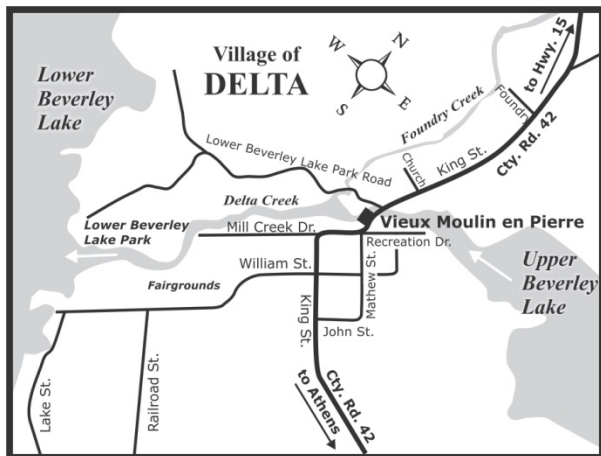 Village of
DELTA
W
N
S
E
Lower
Beverley
Lake
to Hwy. 15
Foundry
Foundry Creek
Cty. Rd. 42
King St.
Church
Lower Beverley Lake Park Road
Delta Creek
Lower Beverley
Lake Park
Mill Creek Dr.
Vieux Moulin en Pierre
Recreation Dr.
William St.
Mathew St.
Fairgrounds
Upper
Beverley
Lake
King St.
John St.
Lake St.
Railroad St.
to Athens
Cty. Rd. 42